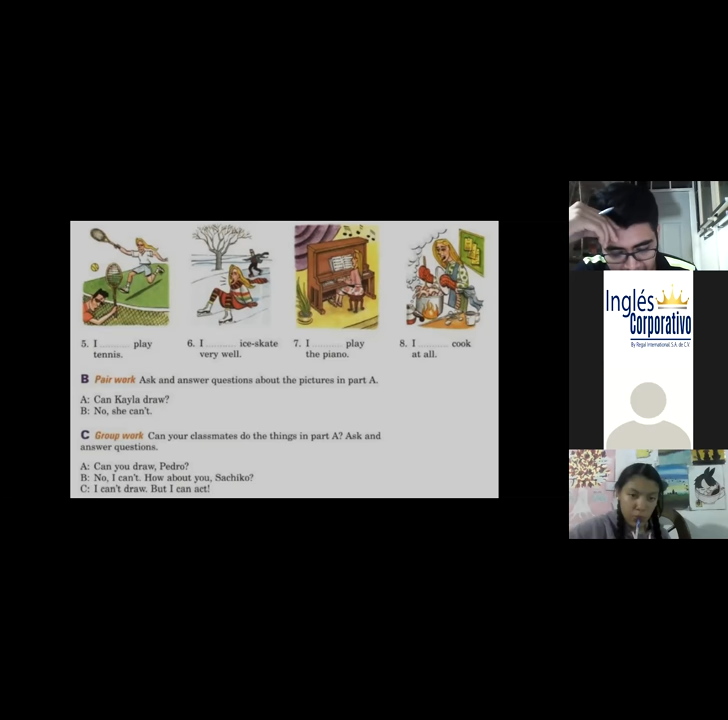 5. I ........ play tennis.
6. I ........ ice-skate very well.
7. I ........ play the piano.
8. I ........ cook at all.
B Pair work Ask and answer questions about the pictures in part A.
A: Can Kayla draw?
B: No, she can't.
C Group work Can your classmates do the things in part A? Ask and
answer questions.
A: Can you draw, Pedro?
B: No, I can't. How about you, Sachiko?
C: I can't draw. But I can act!
Inglés
Corporativo
By Regal International S.A. de C.V.